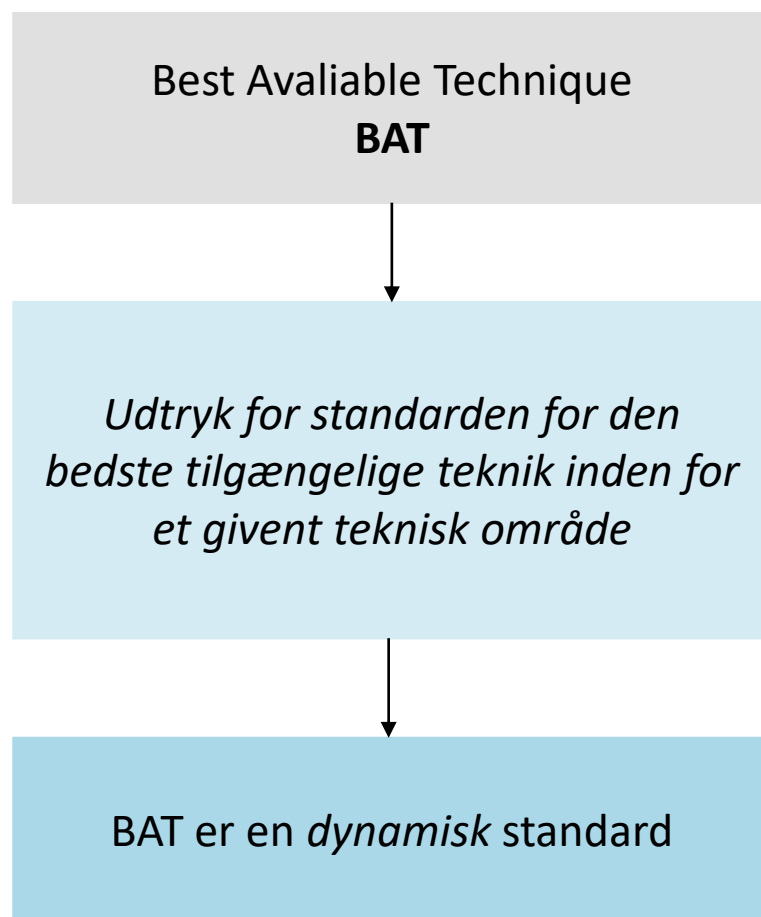 Best Avaliable Technique
BAT
Udtryk for standarden for den
bedste tilgængelige teknik inden for
et givent teknisk område
BAT er en dynamisk standard